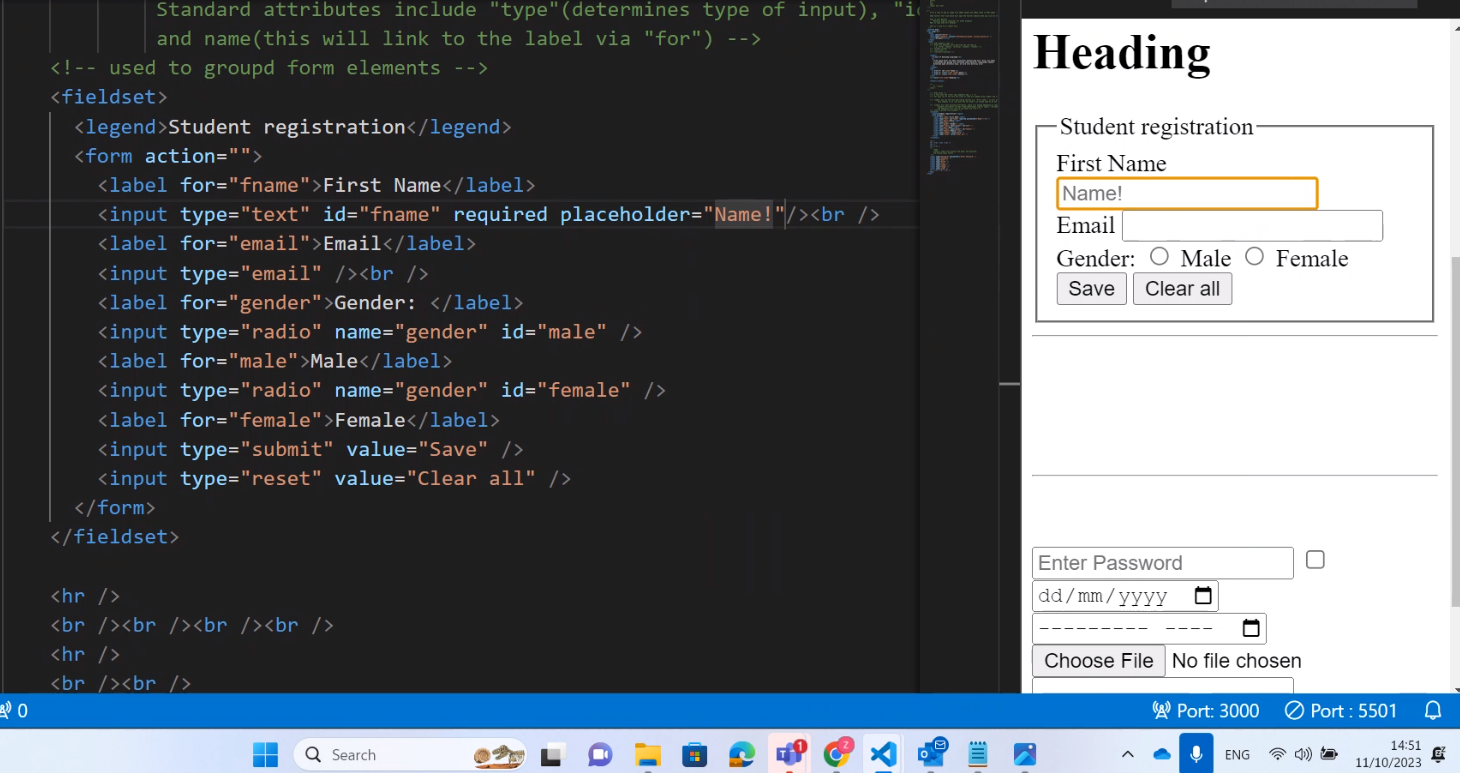 Standard attributes include "type"(determines type of input), "id
and name(this will link to the label via "for") -->
<!-- used to groupd form elements -->
<fieldset>
<legend>Student registration</legend>
<form action="">
<label for="fname">First Name</label>
<input type="text" id="fname" required placeholder="Name!"/><br />
<label for="email">Email</label>
<input type="email" /><br />
<label for="gender">Gender: </label>
<input type="radio" name="gender" id="male" />
<label for="male">Male</label>
<input type="radio" name="gender" id="female" />
<label for="female">Female</label>
<input type="submit" value="Save" />
<input type="reset" value="Clear all" />
</form>
</fieldset>
<hr />
<br /><br /><br /><br />
<hr />
<br /><br />
Heading
Student registration
First Name
Name!
Email
Gender: Male Female
Save Clear all
Enter Password
dd/mm/yyyy
--------- ----
Choose File No file chosen
0
Port: 3000 Port : 5501
Search
1
Z
ENG
14:51
11/10/2023